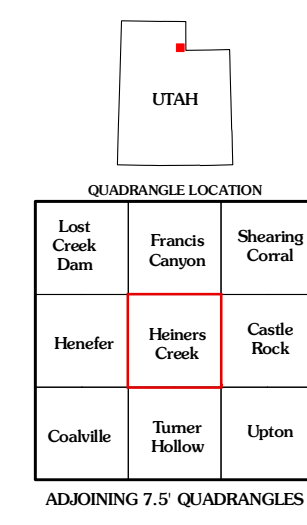 UTAH
QUADRANGLE LOCATION
Lost
Creek
Dam
Francis
Canyon
Shearing
Corral
Henefer
Heiners
Creek
Castle
Rock
Coalville
Turner
Hollow
Upton
ADJOINING 7.5' QUADRANGLES